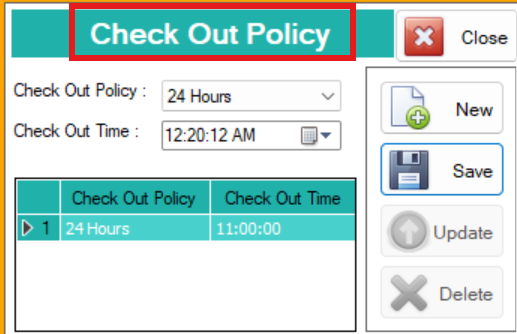 Check Out Policy
Close
Check Out Policy : 24 Hours
Check Out Time : 12:20:12 AM
New
Save
Update
Delete
Check Out Policy Check Out Time
1 24 Hours 11:00:00